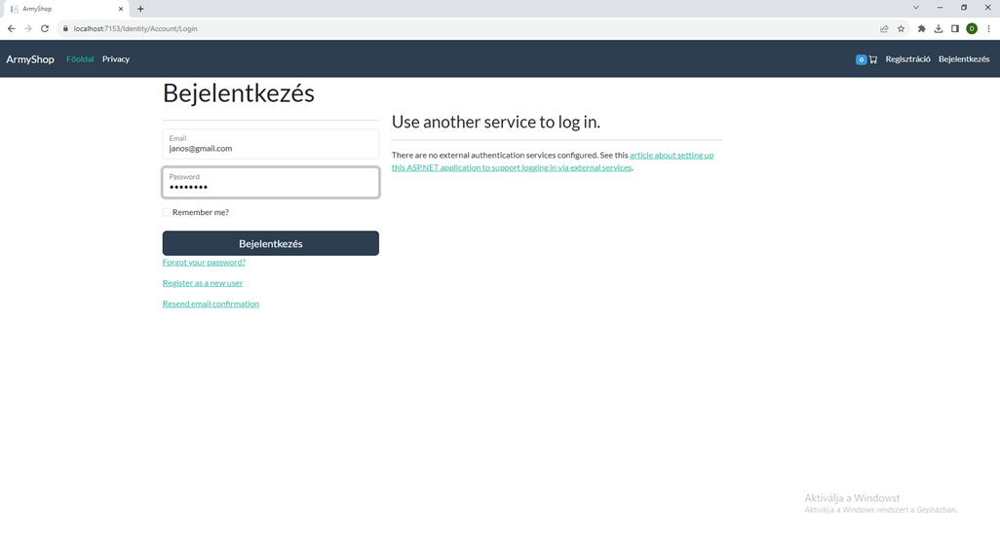 ArmyShop
localhost:7153/Identity/Account/Login
O
ArmyShop Főoldal Privacy 0 Regisztráció Bejelentkezés
Bejelentkezés
Email
janos@gmail.com
Password
••••••••
Remember me?
Bejelentkezés
Forgot your password?
Register as a new user
Resend email confirmation
Use another service to log in.
There are no external authentication services configured. See this article about setting up
this ASP.NET application to support logging in via external services.
Aktiválja a Windowst
Aktiválja a Windows rendszert a Gépházban.